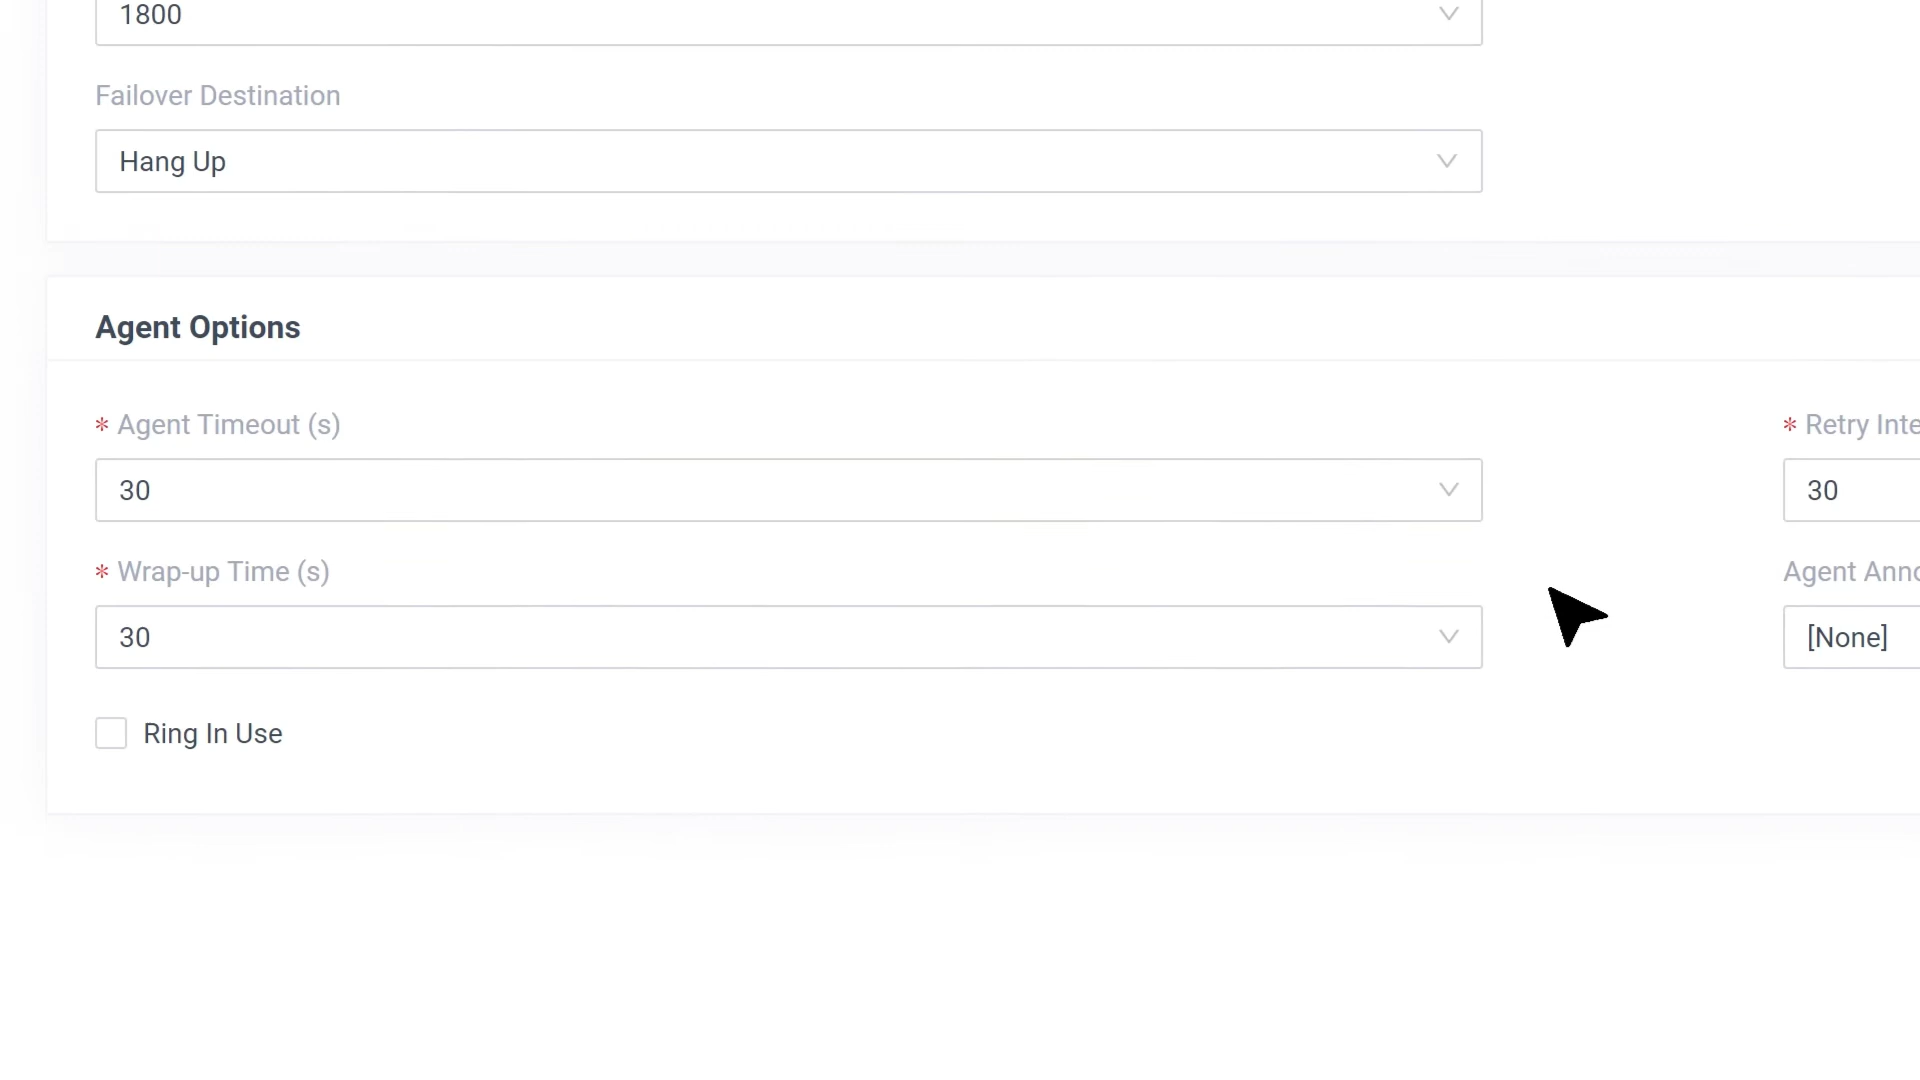 1800
Failover Destination
Hang Up
Agent Options
* Agent Timeout (s)
* Retry Inte
30
30
* Wrap-up Time (s)
Agent Anno
30
[None]
Ring In Use